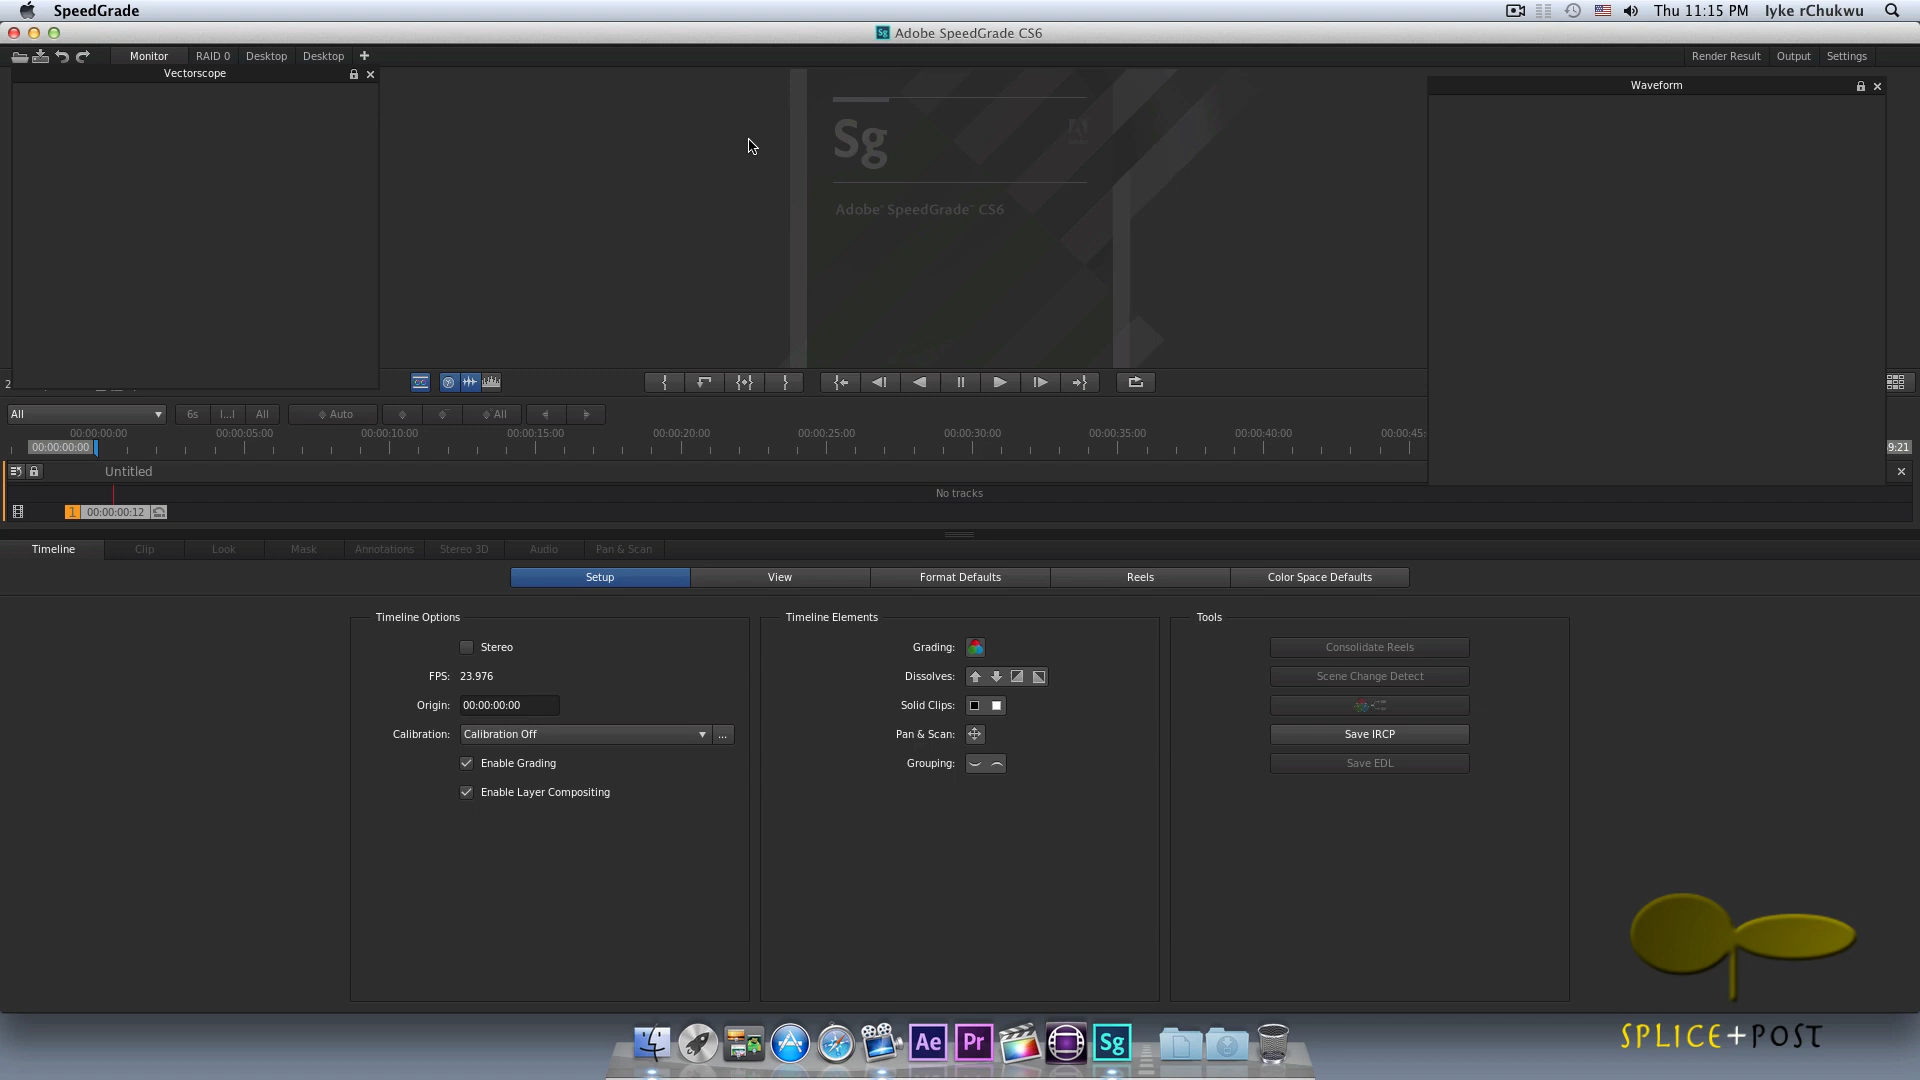 SpeedGrade
Thu 11:15 PM Iyke rChukwu
Sg Adobe SpeedGrade CS6
Monitor RAID 0 Desktop Desktop +
Render Result Output Settings
Vectorscope
Waveform
Sg
Adobe® SpeedGrade™ CS6
All 6s I...I All Auto All
00:00:00:00 00:00:05:00 00:00:10:00 00:00:15:00 00:00:20:00 00:00:25:00 00:00:30:00 00:00:35:00 00:00:40:00 00:00:45:
00:00:00:00 9:21
Untitled
No tracks
1 00:00:00:12
Timeline Clip Look Mask Annotations Stereo 3D Audio Pan & Scan
Setup View Format Defaults Reels Color Space Defaults
Timeline Options
Stereo
FPS: 23.976
Origin: 00:00:00:00
Calibration: Calibration Off ...
Enable Grading
Enable Layer Compositing
Timeline Elements
Grading:
Dissolves:
Solid Clips:
Pan & Scan:
Grouping:
Tools
Consolidate Reels
Scene Change Detect
Save IRCP
Save EDL
Ae Pr Sg
SPLICE+POST